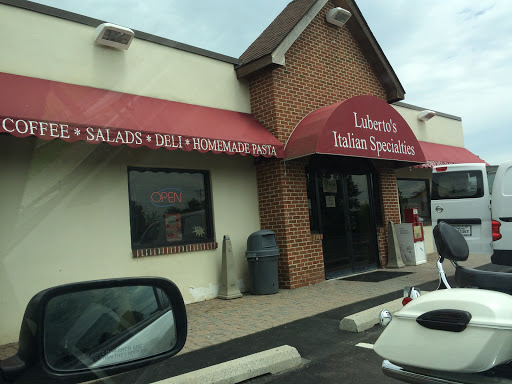 COFFEE * SALADS * DELI * HOMEMADE PASTA
Luberto's
Italian Specialties
OPEN